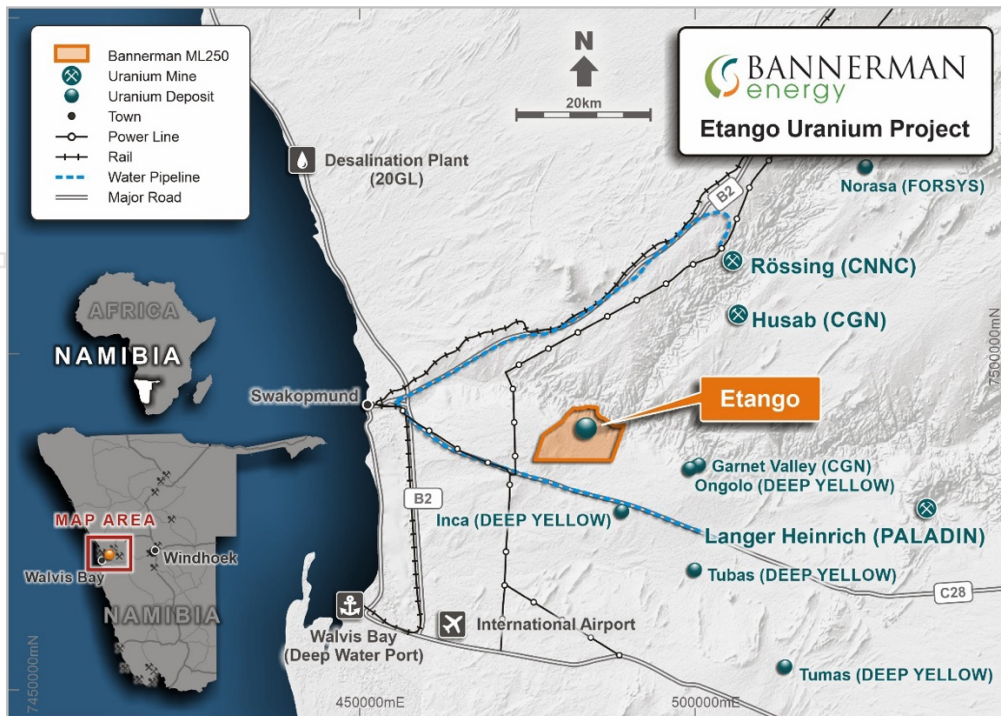 Bannerman ML250
Uranium Mine
Uranium Deposit
Town
Power Line
Rail
Water Pipeline
Major Road
N
20km
BANNERMAN
energy
Etango Uranium Project
Desalination Plant
(20GL)
B2
Norasa (FORSYS)
Rössing (CNNC)
Husab (CGN)
7500000mN
AFRICA
NAMIBIA
Swakopmund
Etango
Garnet Valley (CGN)
Ongolo (DEEP YELLOW)
B2
Inca (DEEP YELLOW)
Langer Heinrich (PALADIN)
MAP AREA
Windhoek
Walvis Bay
NAMIBIA
Tubas (DEEP YELLOW)
C28
Walvis Bay
(Deep Water Port)
International Airport
Tumas (DEEP YELLOW)
7450000mN
450000mE
500000mE